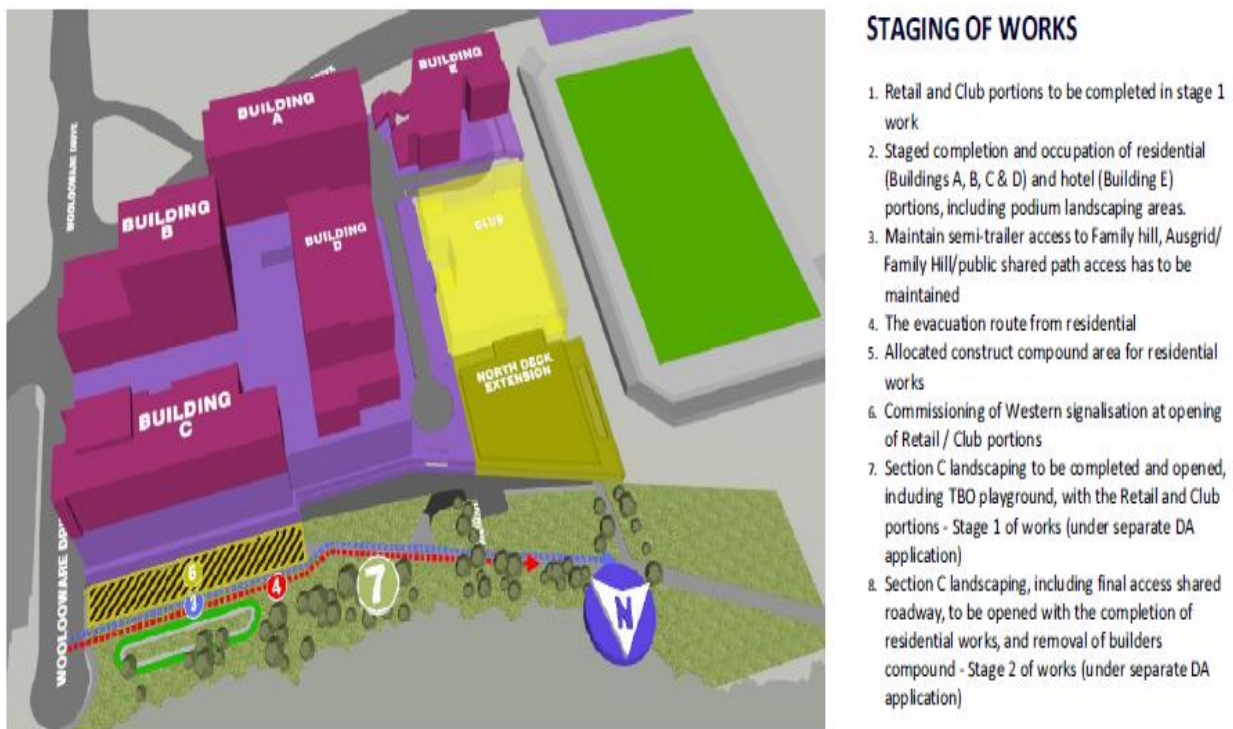 STAGING OF WORKS
1. Retail and Club portions to be completed in stage 1
work
2. Staged completion and occupation of residential
(Buildings A, B, C & D) and hotel (Building E)
portions, including podium landscaping areas.
3. Maintain semi-trailer access to Family hill, Ausgrid/
Family Hill/public shared path access has to be
maintained
4. The evacuation route from residential
5. Allocated construct compound area for residential
works
6. Commissioning of Western signalisation at opening
of Retail / Club portions
7. Section C landscaping to be completed and opened,
including TBO playground, with the Retail and Club
portions - Stage 1 of works (under separate DA
application)
8. Section C landscaping, including final access shared
roadway, to be opened with the completion of
residential works, and removal of builders
compound - Stage 2 of works (under separate DA
application)
BUILDING
E
BUILDING
A
WOOLOOWARE DRIVE
BUILDING
B
BUILDING
D
CLUB
NORTH DECK
EXTENSION
BUILDING
C
WOOLOOWARE
3
4
7
N